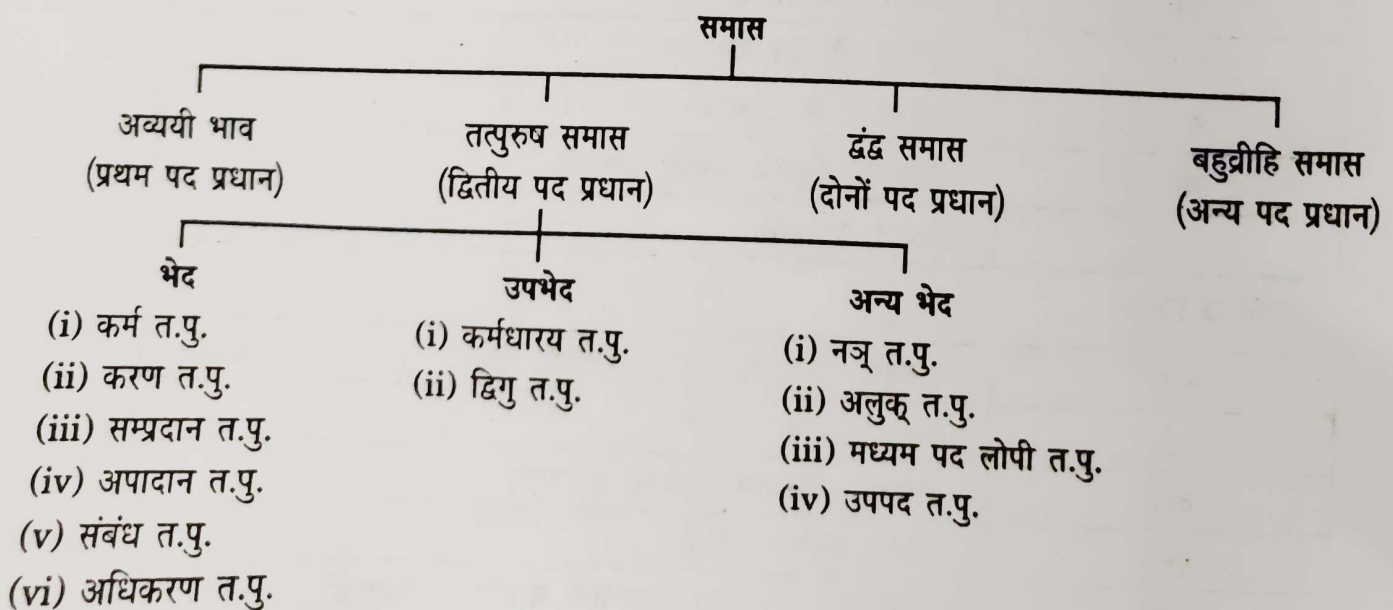 समास
अव्ययी भाव
(प्रथम पद प्रधान)
तत्पुरुष समास
(द्वितीय पद प्रधान)
द्वंद्व समास
(दोनों पद प्रधान)
बहुव्रीहि समास
(अन्य पद प्रधान)
भेद
(i) कर्म त.पु.
(ii) करण त.पु.
(iii) सम्प्रदान त.पु.
(iv) अपादान त.पु.
(v) संबंध त.पु.
(vi) अधिकरण त.पु.
उपभेद
(i) कर्मधारय त.पु.
(ii) द्विगु त.पु.
अन्य भेद
(i) नञ् त.पु.
(ii) अलुक् त.पु.
(iii) मध्यम पद लोपी त.पु.
(iv) उपपद त.पु.